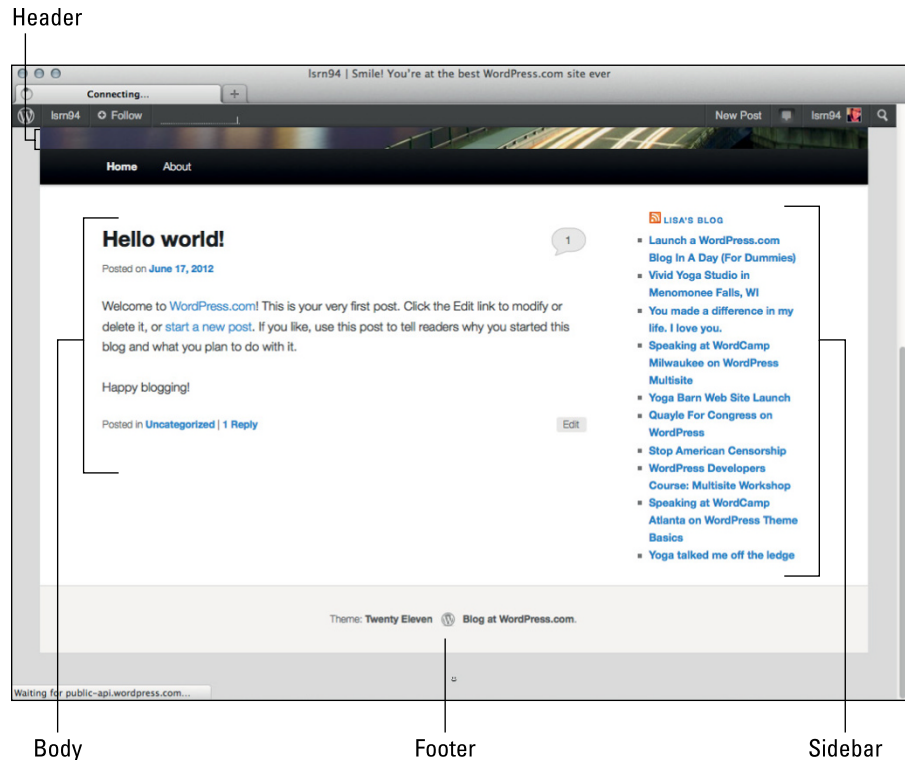 Header
lsrn94 | Smile! You're at the best WordPress.com site ever
Connecting...
lsrn94 Follow New Post lsrn94
Home About
Hello world!
1
Posted on June 17, 2012
Welcome to WordPress.com! This is your very first post. Click the Edit link to modify or
delete it, or start a new post. If you like, use this post to tell readers why you started this
blog and what you plan to do with it.
Happy blogging!
Posted in Uncategorized | 1 Reply
Edit
LISA'S BLOG
Launch a WordPress.com
Blog In A Day (For Dummies)
Vivid Yoga Studio in
Menomonee Falls, WI
You made a difference in my
life. I love you.
Speaking at WordCamp
Milwaukee on WordPress
Multisite
Yoga Barn Web Site Launch
Quayle For Congress on
WordPress
Stop American Censorship
WordPress Developers
Course: Multisite Workshop
Speaking at WordCamp
Atlanta on WordPress Theme
Basics
Yoga talked me off the ledge
Theme: Twenty Eleven Blog at WordPress.com.
Waiting for public-api.wordpress.com...
Body Footer Sidebar